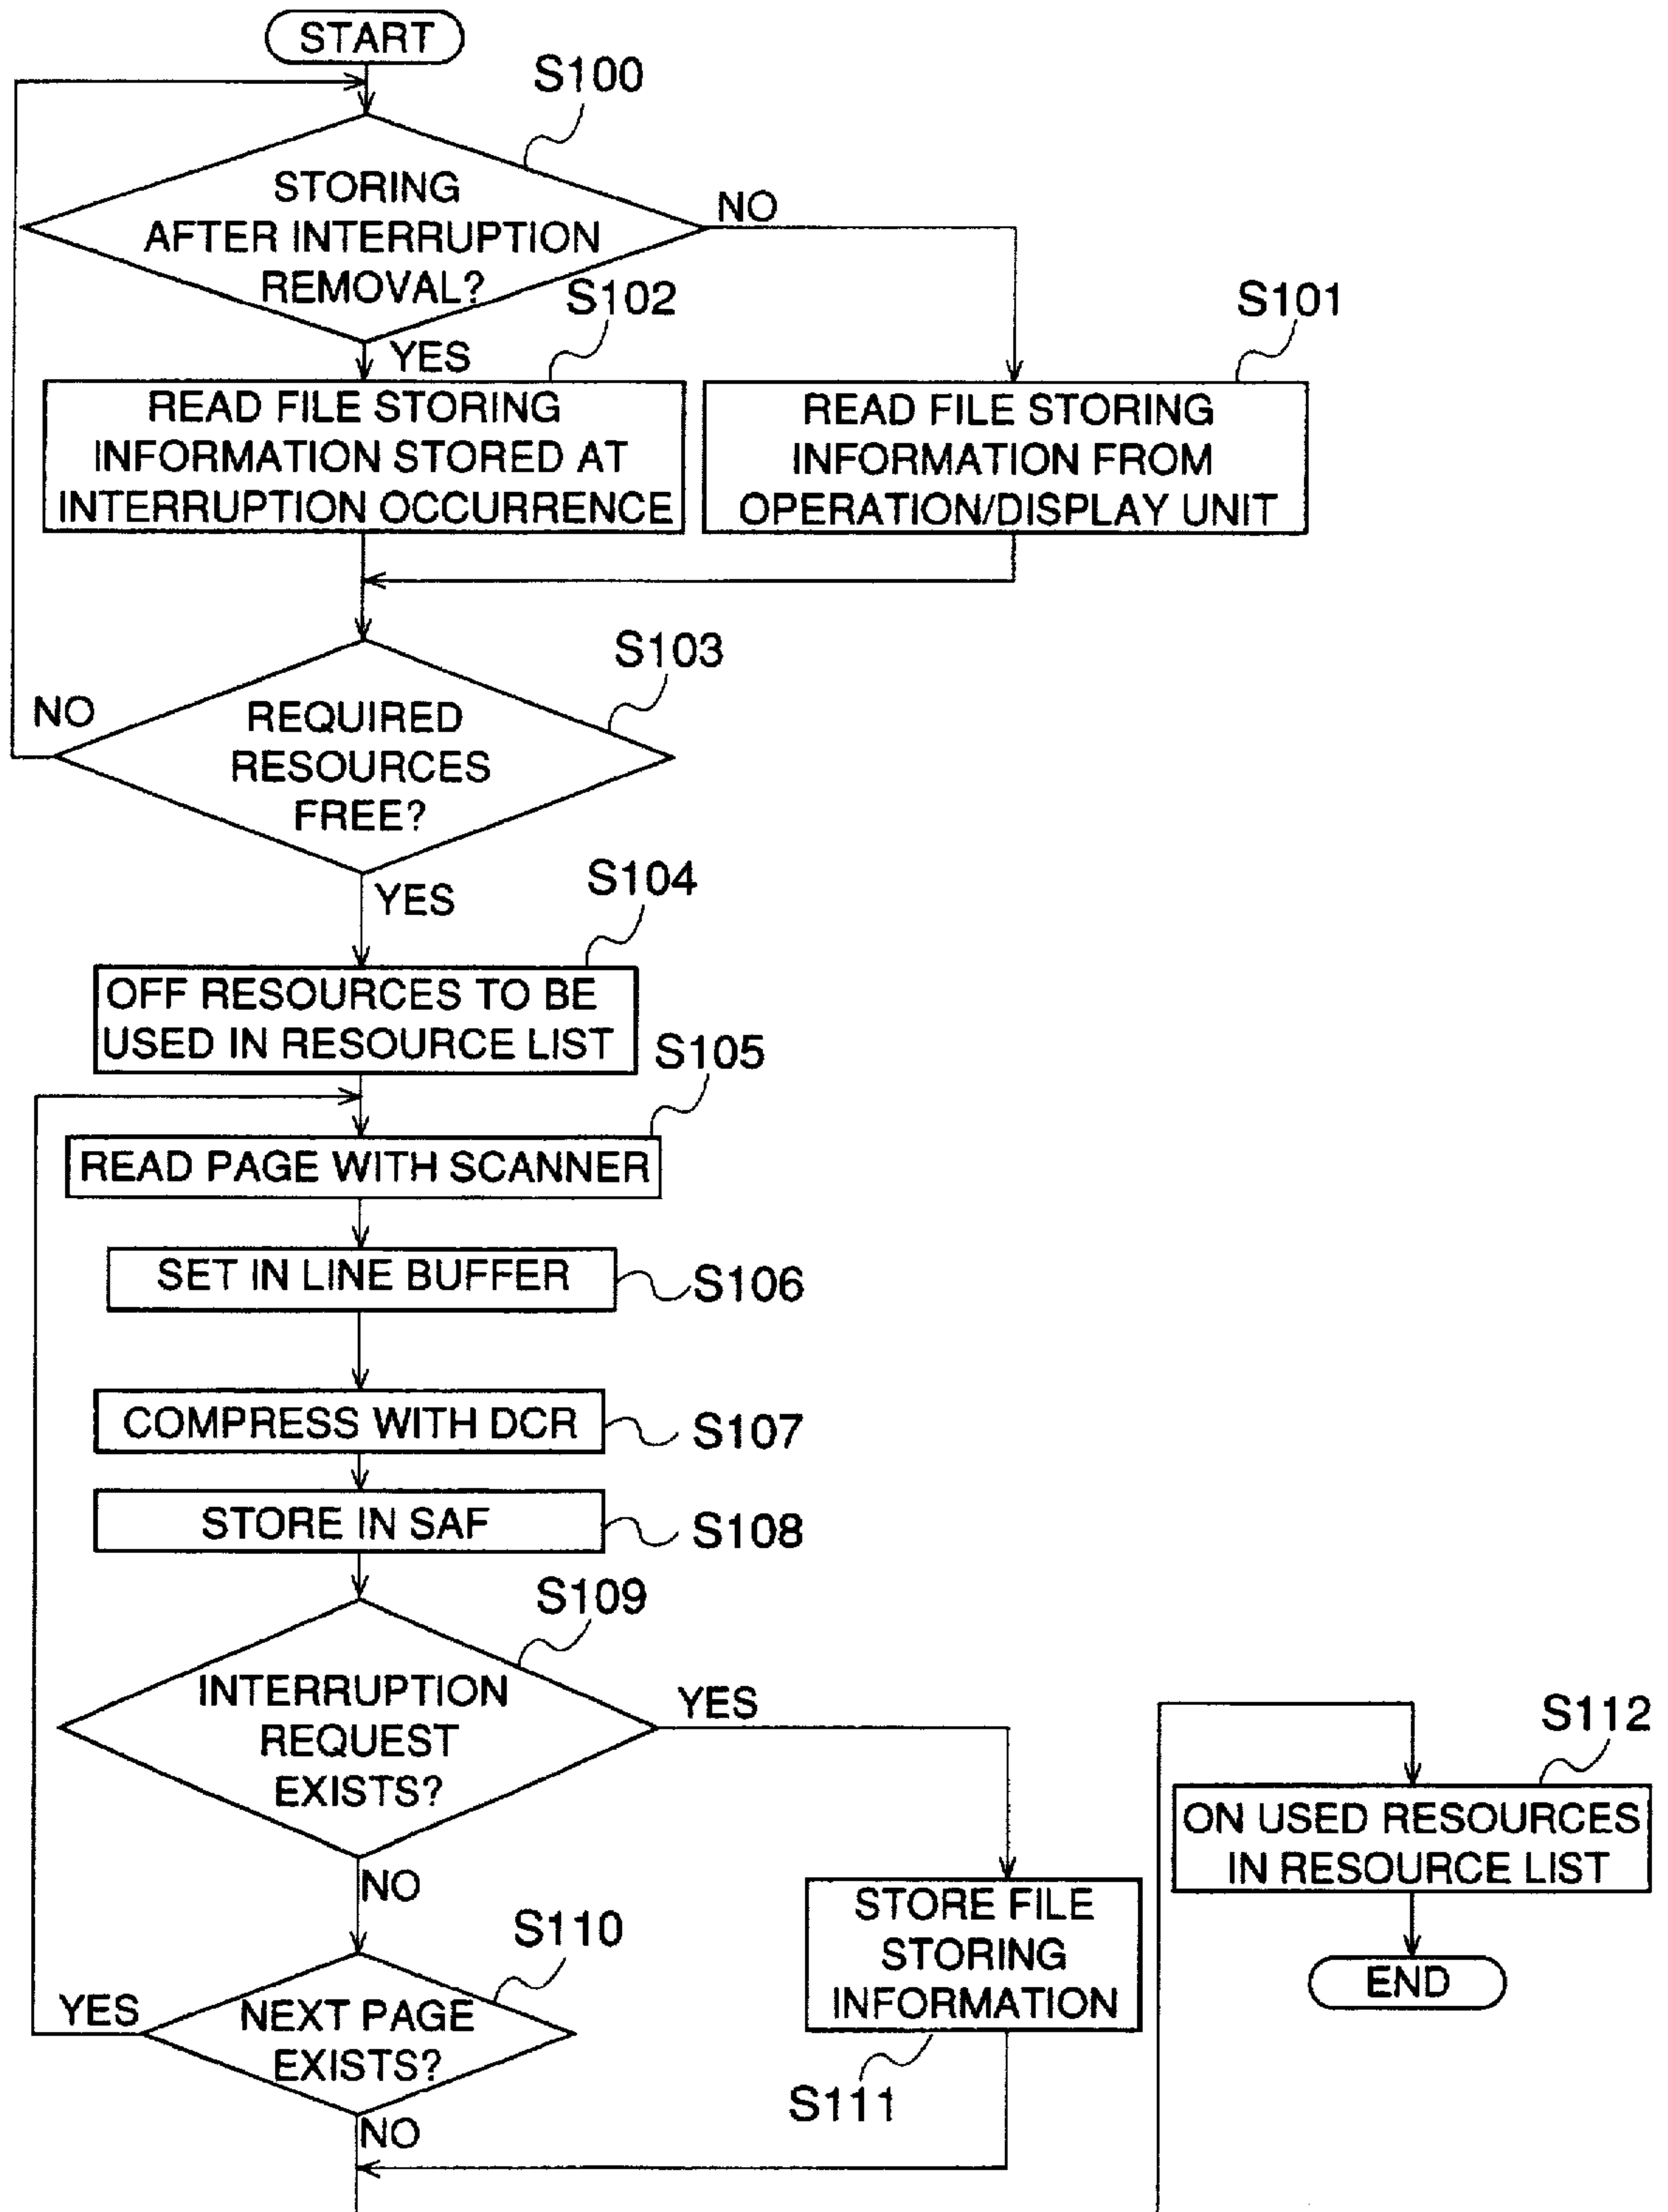 START
S100
STORING
AFTER INTERRUPTION
REMOVAL?
NO
S102
S101
YES
READ FILE STORING
INFORMATION STORED AT
INTERRUPTION OCCURRENCE
READ FILE STORING
INFORMATION FROM
OPERATION/DISPLAY UNIT
S103
NO
REQUIRED
RESOURCES
FREE?
YES
S104
OFF RESOURCES TO BE
USED IN RESOURCE LIST
S105
READ PAGE WITH SCANNER
SET IN LINE BUFFER
S106
COMPRESS WITH DCR
S107
STORE IN SAF
S108
S109
INTERRUPTION
REQUEST
EXISTS?
YES
NO
S110
YES
NEXT PAGE
EXISTS?
NO
STORE FILE
STORING
INFORMATION
S111
S112
ON USED RESOURCES
IN RESOURCE LIST
END